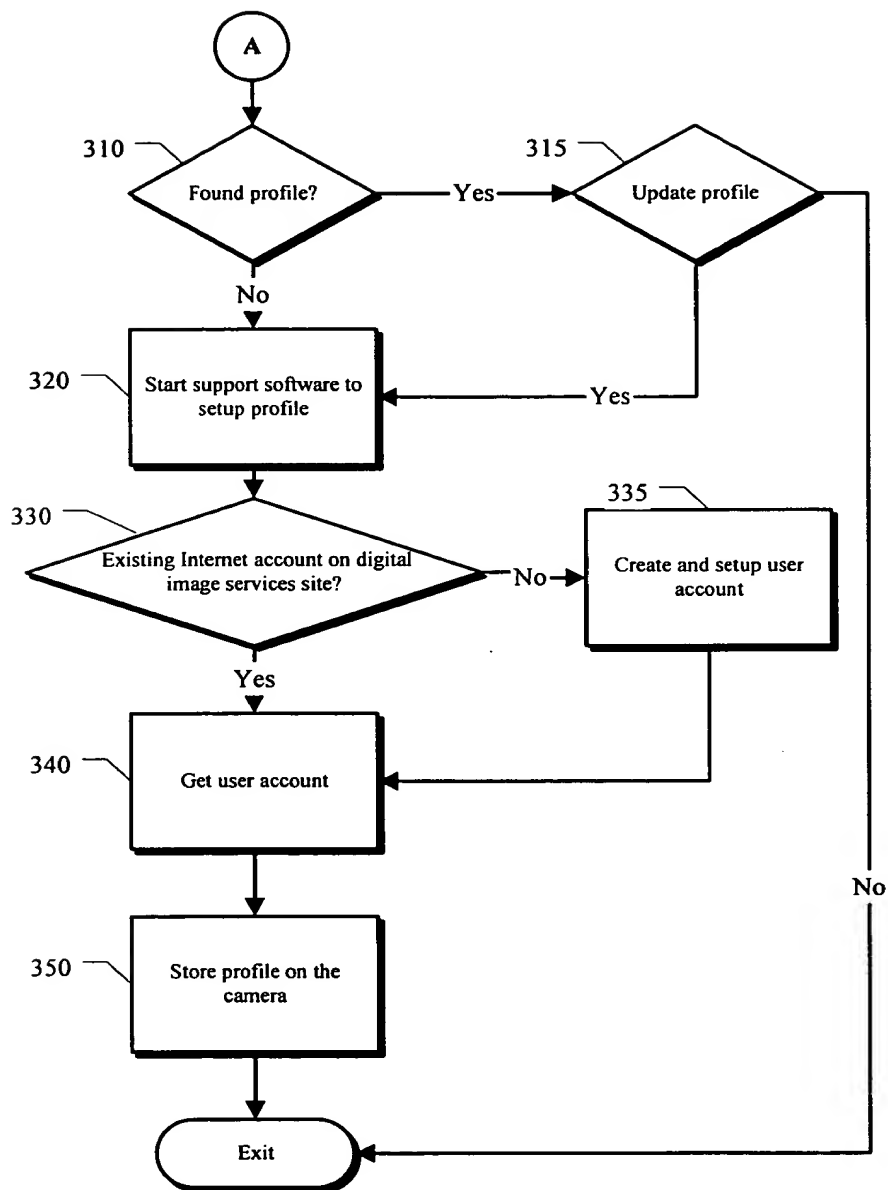 A
310
Found profile?
Yes
315
Update profile
No
320
Start support software to
setup profile
Yes
330
Existing Internet account on digital
image services site?
No
335
Create and setup user
account
Yes
340
Get user account
No
350
Store profile on the
camera
Exit